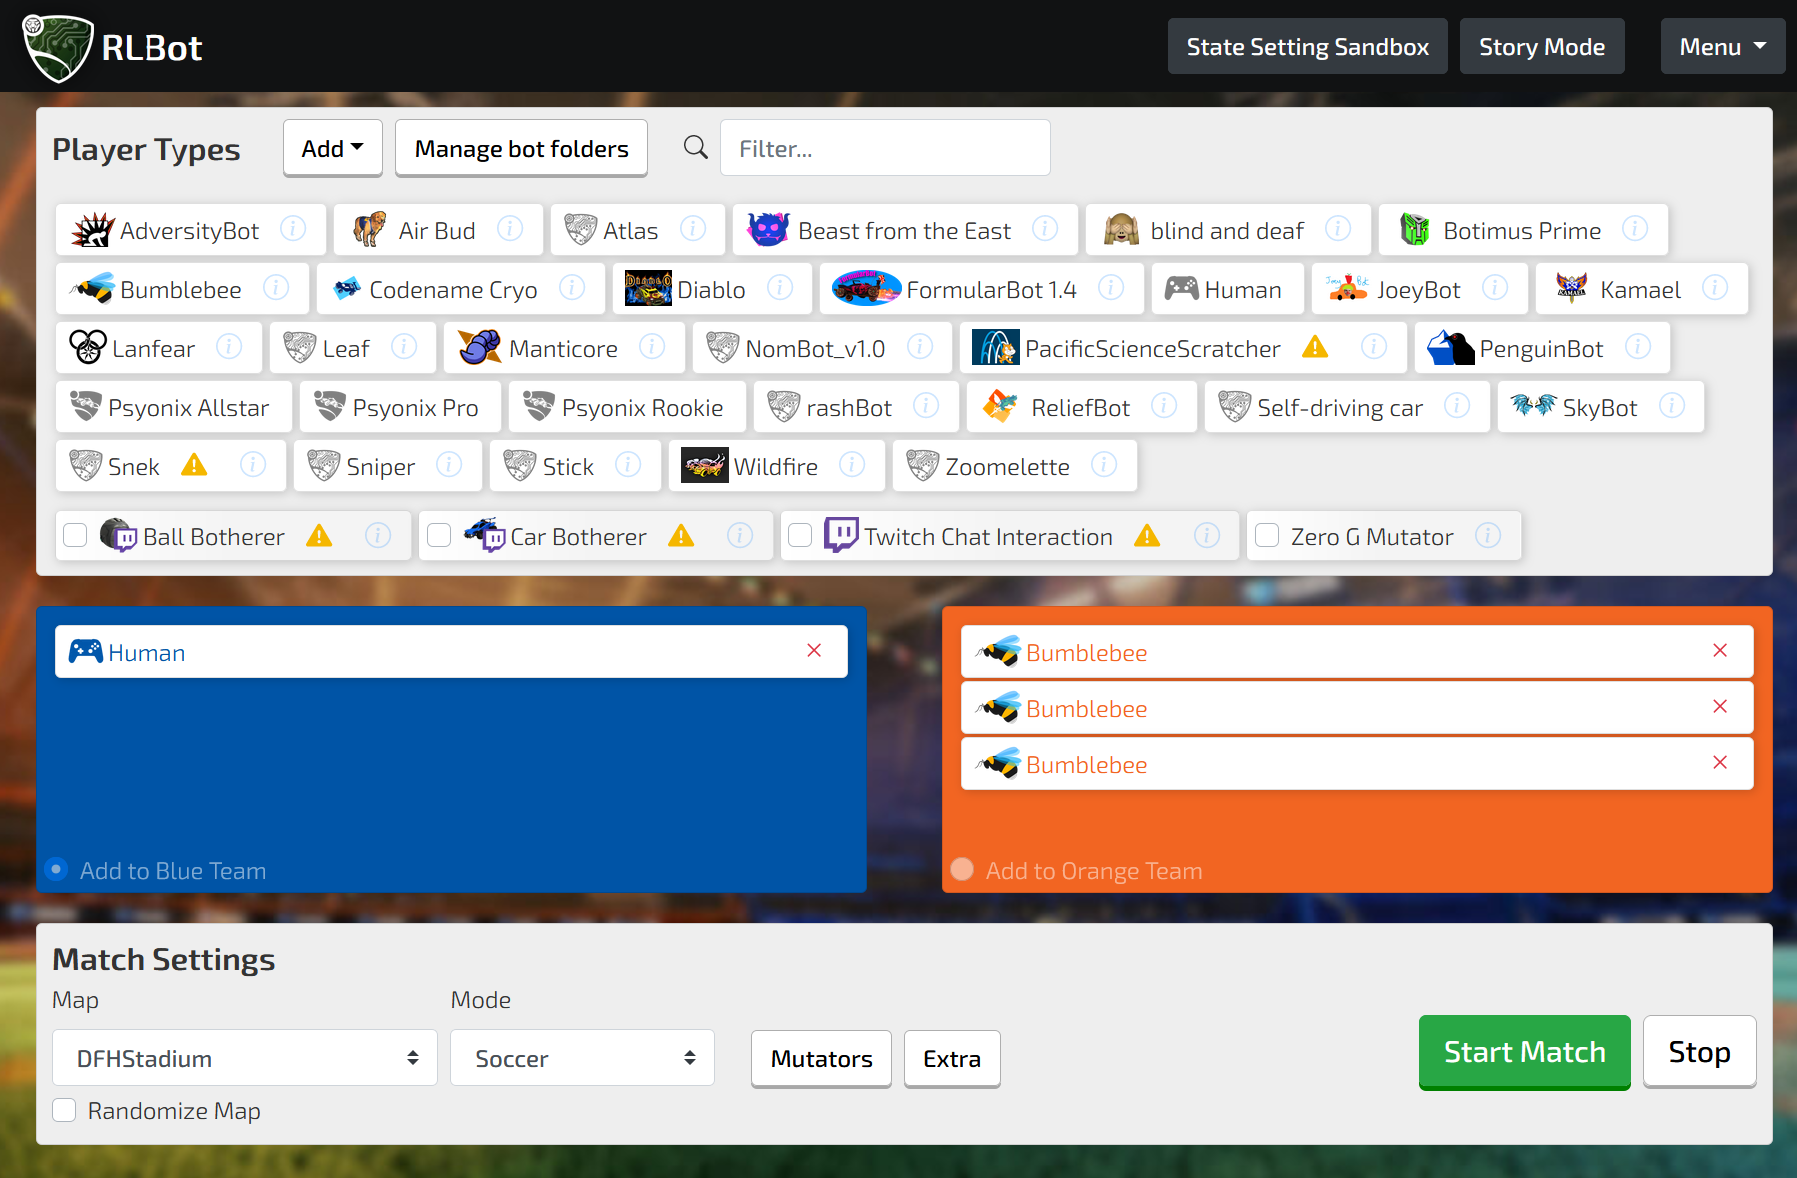 RLBot
State Setting Sandbox Story Mode Menu
Player Types Add Manage bot folders Filter...
AdversityBot Air Bud Atlas Beast from the East blind and deaf Botimus Prime
Bumblebee Codename Cryo Diablo FormularBot 1.4 Human JoeyBot Kamael
Lanfear Leaf Manticore NomBot_v1.0 PacificScienceScratcher PenguinBot
Psyonix Allstar Psyonix Pro Psyonix Rookie rashBot ReliefBot Self-driving car SkyBot
Snek Sniper Stick Wildfire Zoomelette
Ball Botherer Car Botherer Twitch Chat Interaction Zero G Mutator
Human
Add to Blue Team
Bumblebee
Bumblebee
Bumblebee
Add to Orange Team
Match Settings
Map Mode
DFHStadium Soccer Mutators Extra Start Match Stop
Randomize Map